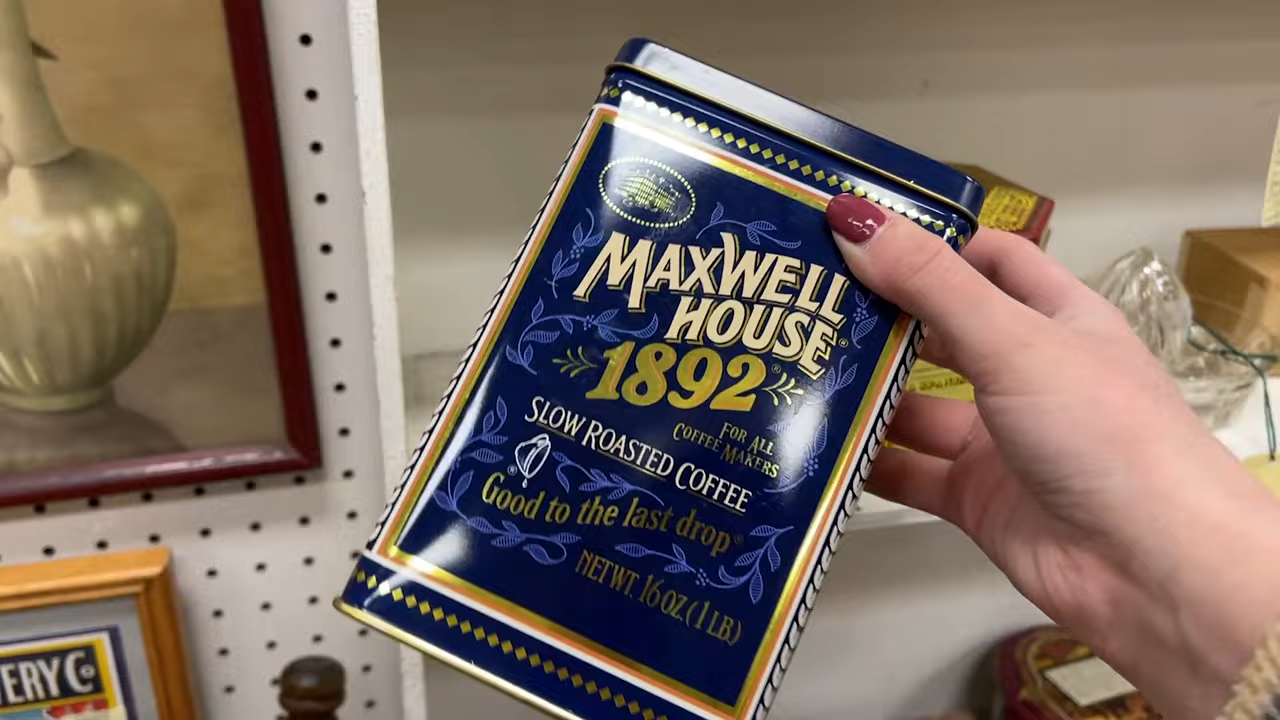 MAXWELL
HOUSE®
1892®
SLOW ROASTED COFFEE
FOR ALL
COFFEE MAKERS
®
Good to the last drop®
NET WT. 16 OZ. (1 LB)
ERY CO